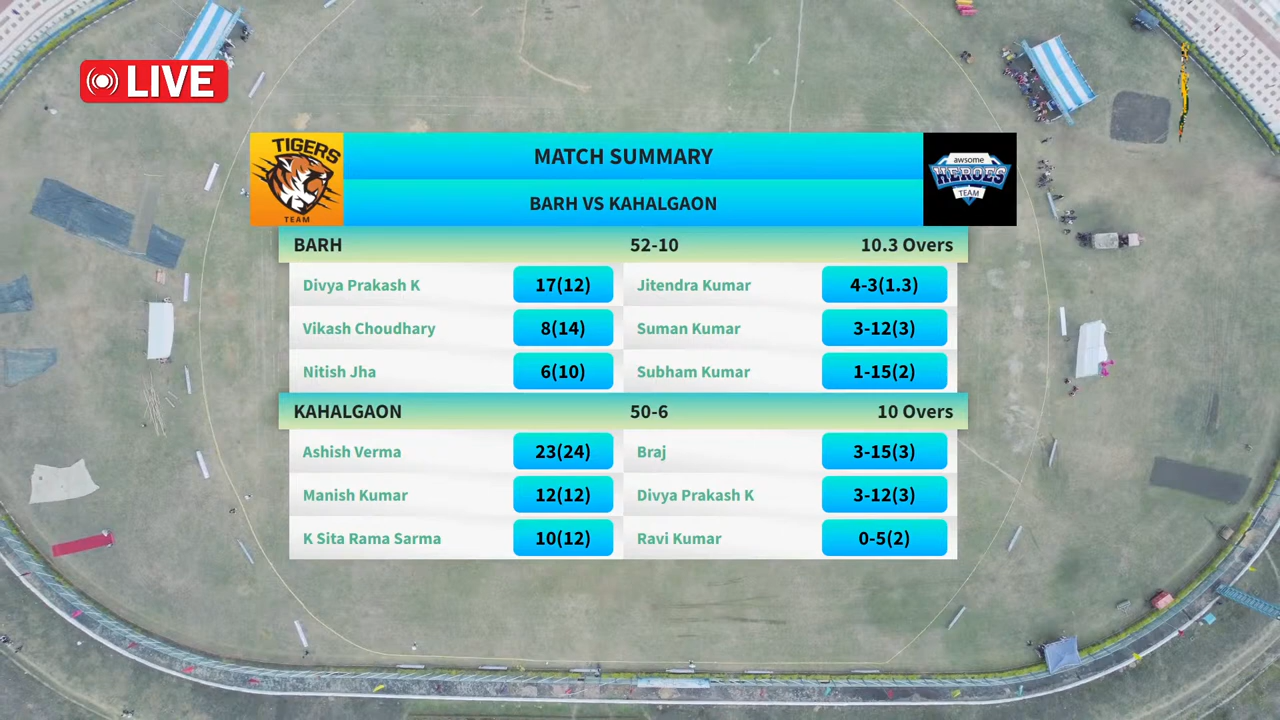 LIVE
TIGERS
TEAM
MATCH SUMMARY
BARH VS KAHALGAON
awsome
HEROES
TEAM
BARH 52-10 10.3 Overs
Divya Prakash K 17(12) Jitendra Kumar 4-3(1.3)
Vikash Choudhary 8(14) Suman Kumar 3-12(3)
Nitish Jha 6(10) Subham Kumar 1-15(2)
KAHALGAON 50-6 10 Overs
Ashish Verma 23(24) Braj 3-15(3)
Manish Kumar 12(12) Divya Prakash K 3-12(3)
K Sita Rama Sarma 10(12) Ravi Kumar 0-5(2)